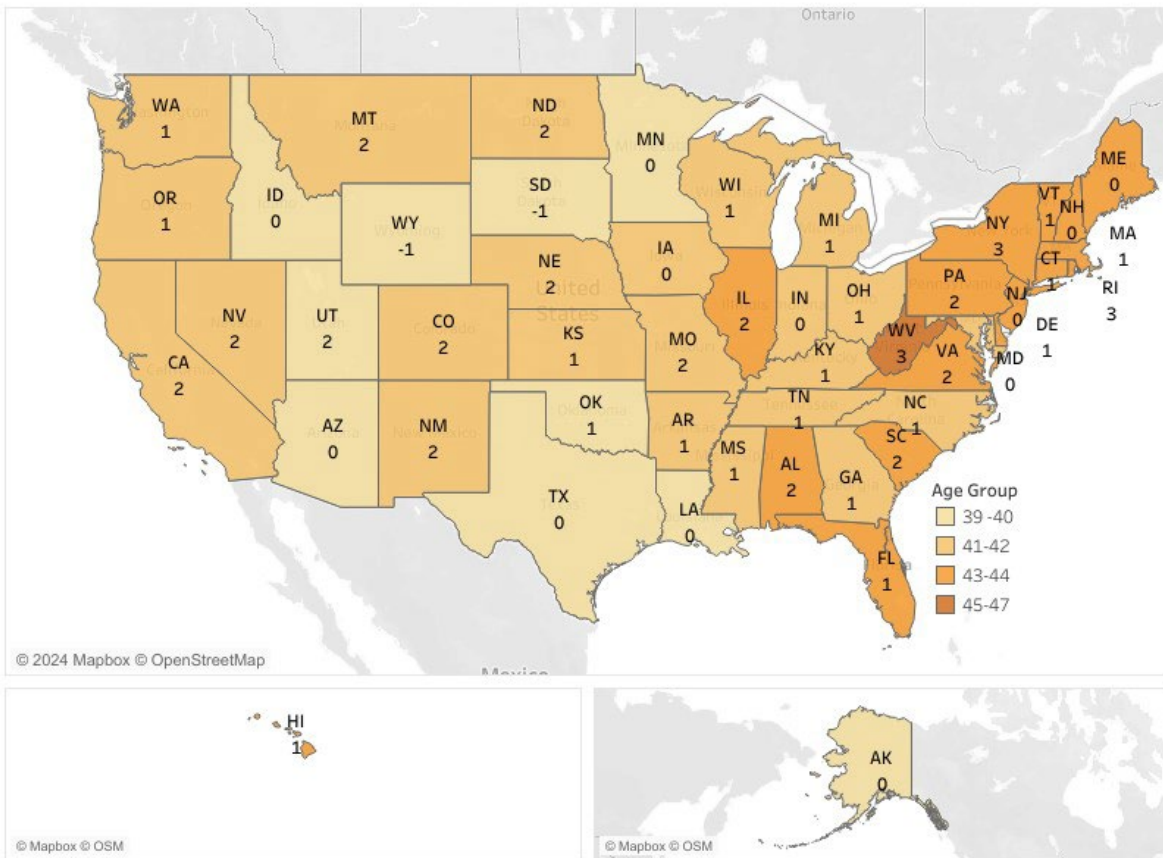 Ontario
WA
1
MT
2
ND
2
MN
0
ME
0
OR
1
ID
0
SD
-1
WI
1
MI
1
VT
1
NH
0
NY
3
MA
1
WY
-1
IA
0
CT
1
NE
2
United
States
PA
2
RI
3
NV
2
UT
2
CO
2
IL
2
IN
0
OH
1
NJ
0
DE
1
CA
2
KS
1
MO
2
WV
3
VA
2
MD
0
KY
1
AZ
0
NM
2
OK
1
AR
1
TN
1
NC
1
SC
2
MS
1
AL
2
GA
1
TX
0
LA
0
FL
1
Age Group
39 -40
41-42
43-44
45-47
© 2024 Mapbox © OpenStreetMap
Mexico
HI
1
© Mapbox © OSM
AK
0
© Mapbox © OSM